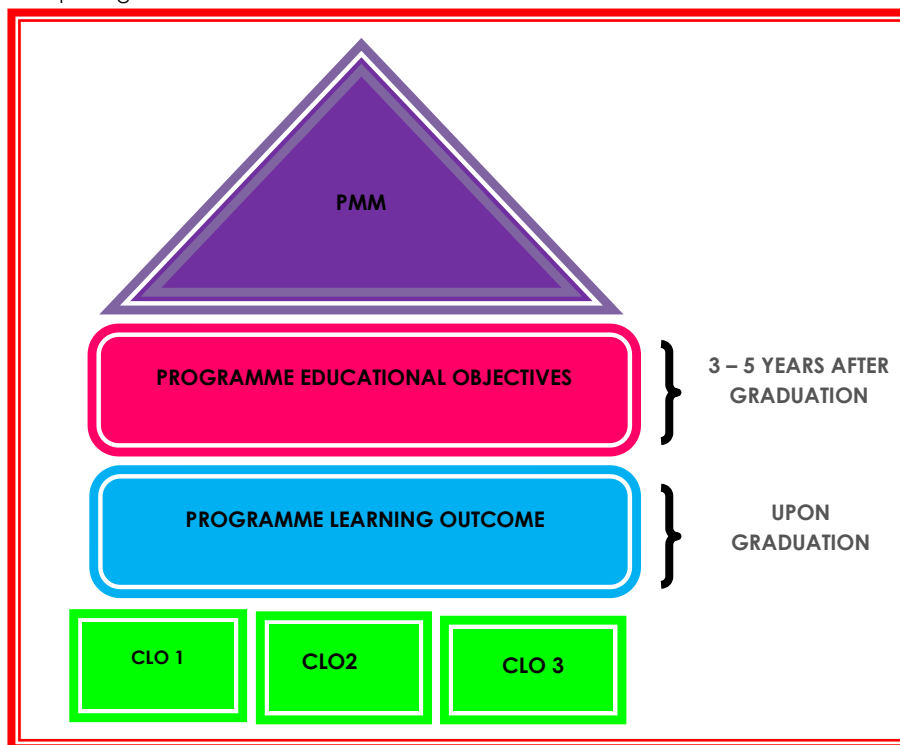 PMM
PROGRAMME EDUCATIONAL OBJECTIVES
3 – 5 YEARS AFTER
GRADUATION
PROGRAMME LEARNING OUTCOME
UPON
GRADUATION
CLO 1
CLO2
CLO 3